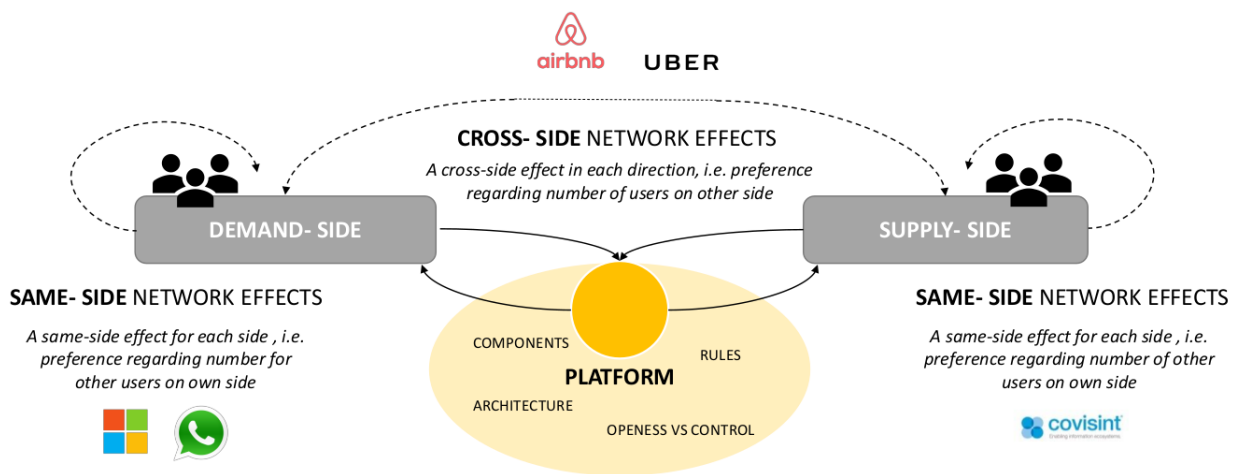 airbnb
UBER
CROSS- SIDE NETWORK EFFECTS
A cross-side effect in each direction, i.e. preference
regarding number of users on other side
DEMAND- SIDE
SUPPLY- SIDE
SAME- SIDE NETWORK EFFECTS
A same-side effect for each side , i.e.
preference regarding number for
other users on own side
COMPONENTS
RULES
PLATFORM
ARCHITECTURE
OPENESS VS CONTROL
SAME- SIDE NETWORK EFFECTS
A same-side effect for each side , i.e.
preference regarding number of other
users on own side
covisint
Enabling information ecosystems